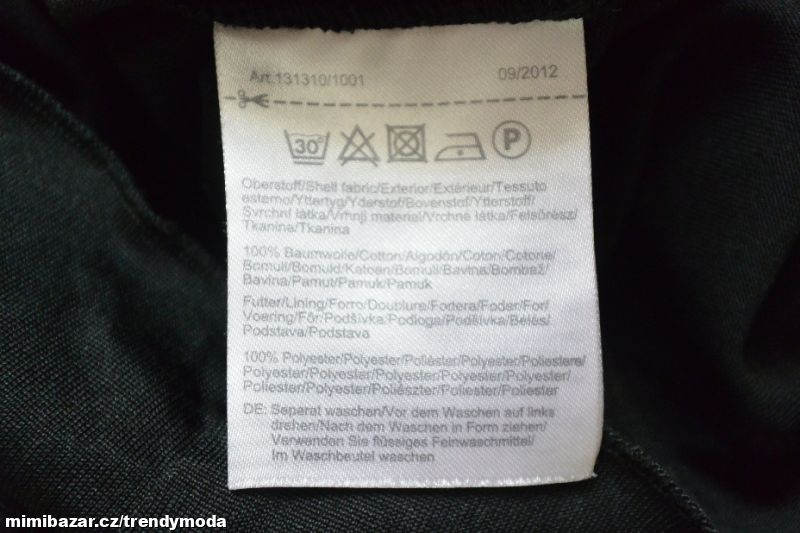 Art.131310/1001 09/2012
30°
P
Oberstoff/Shell fabric/Exterior/Extérieur/Tessuto
esterno/Yttertyg/Yderstof/Bovenstof/Ytterstoff/
Svrchní látka/Vrhnji material/Vrchná látka/Felsőrész/
Tkanina/Tkanina
100% Baumwolle/Cotton/Algodón/Coton/Cotone/
Bomull/Bomuld/Katoen/Bomull/Bavlna/Bombaž/
Bavlna/Pamut/Pamuk/Pamuk
Futter/Lining/Forro/Doublure/Fodera/Foder/For/
Voering/Fôr/Podšívka/Podloga/Podšívka/Bélés/
Podstava/Podstava
100% Polyester/Polyester/Poliéster/Polyester/Poliestere/
Polyester/Polyester/Polyester/Polyester/Polyester/
Poliester/Polyester/Poliészter/Poliester/Poliester
DE: Separat waschen/Vor dem Waschen auf links
drehen/Nach dem Waschen in Form ziehen/
Verwenden Sie flüssiges Feinwaschmittel/
Im Waschbeutel waschen
mimibazar.cz/trendymoda